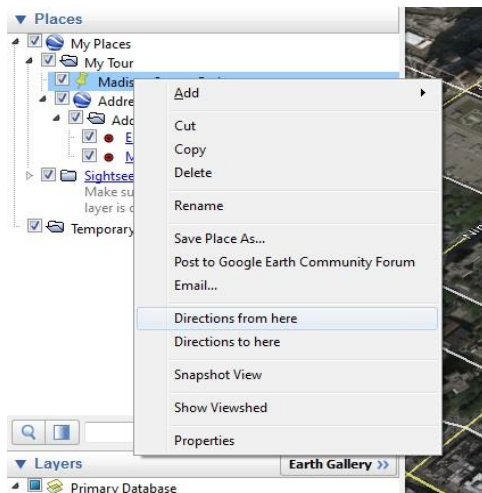 Places
My Places
My Tour
Madis
Addre
Add
E
M
Sightsee
Make su
layer is o
Temporary
Add
Cut
Copy
Delete
Rename
Save Place As...
Post to Google Earth Community Forum
Email...
Directions from here
Directions to here
Snapshot View
Show Viewshed
Properties
Layers
Earth Gallery >>
Primary Database